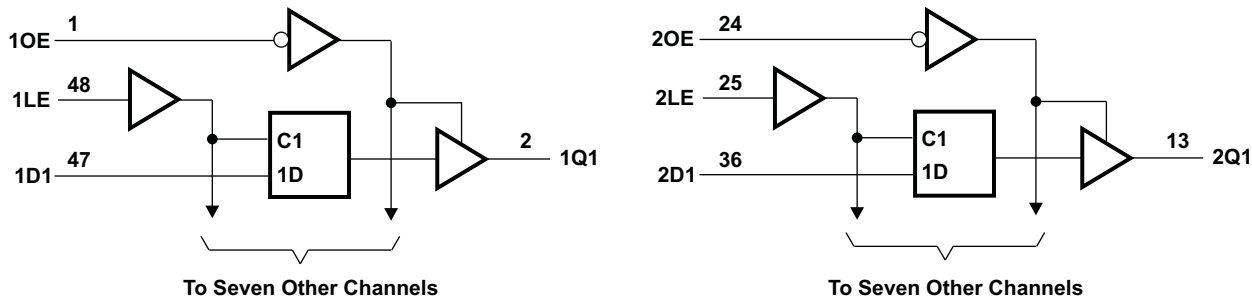 1OE 1
1LE 48
1D1 47
C1
1D
2 1Q1
To Seven Other Channels
2OE 24
2LE 25
2D1 36
C1
1D
13 2Q1
To Seven Other Channels